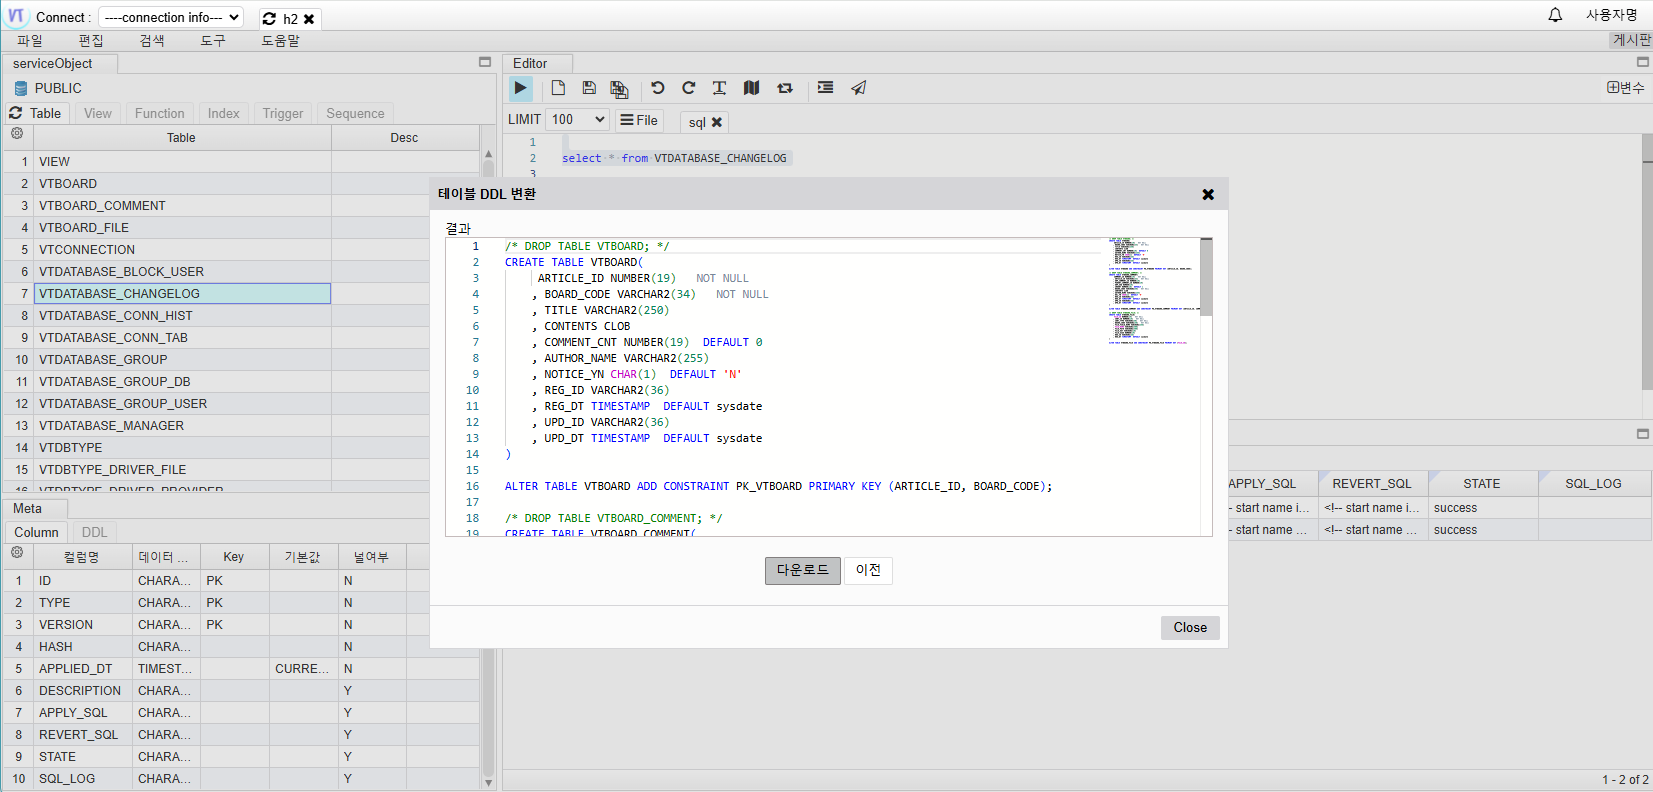 VT Connect : ----connection info--- h2 사용자명
파일 편집 검색 도구 도움말 게시판
serviceObject
PUBLIC
Table View Function Index Trigger Sequence
Table Desc
1 VIEW
2 VTBOARD
3 VTBOARD_COMMENT
4 VTBOARD_FILE
5 VTCONNECTION
6 VTDATABASE_BLOCK_USER
7 VTDATABASE_CHANGELOG
8 VTDATABASE_CONN_HIST
9 VTDATABASE_CONN_TAB
10 VTDATABASE_GROUP
11 VTDATABASE_GROUP_DB
12 VTDATABASE_GROUP_USER
13 VTDATABASE_MANAGER
14 VTDBTYPE
15 VTDBTYPE_DRIVER_FILE
16 VTDBTYPE_DRIVER_PROVIDER
Meta
Column DDL
컬럼명 데이터 ... Key 기본값 널여부
1 ID CHARA... PK N
2 TYPE CHARA... PK N
3 VERSION CHARA... PK N
4 HASH CHARA... N
5 APPLIED_DT TIMEST... CURRE... N
6 DESCRIPTION CHARA... Y
7 APPLY_SQL CHARA... Y
8 REVERT_SQL CHARA... Y
9 STATE CHARA... Y
10 SQL_LOG CHARA... Y
Editor
변수
LIMIT 100 File sql
1
2 select * from VTDATABASE_CHANGELOG
3
테이블 DDL 변환
결과
1 /* DROP TABLE VTBOARD; */
2 CREATE TABLE VTBOARD(
3 ARTICLE_ID NUMBER(19) NOT NULL
4 , BOARD_CODE VARCHAR2(34) NOT NULL
5 , TITLE VARCHAR2(250)
6 , CONTENTS CLOB
7 , COMMENT_CNT NUMBER(19) DEFAULT 0
8 , AUTHOR_NAME VARCHAR2(255)
9 , NOTICE_YN CHAR(1) DEFAULT 'N'
10 , REG_ID VARCHAR2(36)
11 , REG_DT TIMESTAMP DEFAULT sysdate
12 , UPD_ID VARCHAR2(36)
13 , UPD_DT TIMESTAMP DEFAULT sysdate
14 )
15
16 ALTER TABLE VTBOARD ADD CONSTRAINT PK_VTBOARD PRIMARY KEY (ARTICLE_ID, BOARD_CODE);
17
18 /* DROP TABLE VTBOARD_COMMENT; */
19 CREATE TABLE VTBOARD_COMMENT(
다운로드 이전
Close
APPLY_SQL REVERT_SQL STATE SQL_LOG
- start name i... <!-- start name i... success
- start name ... <!-- start name ... success
1 - 2 of 2